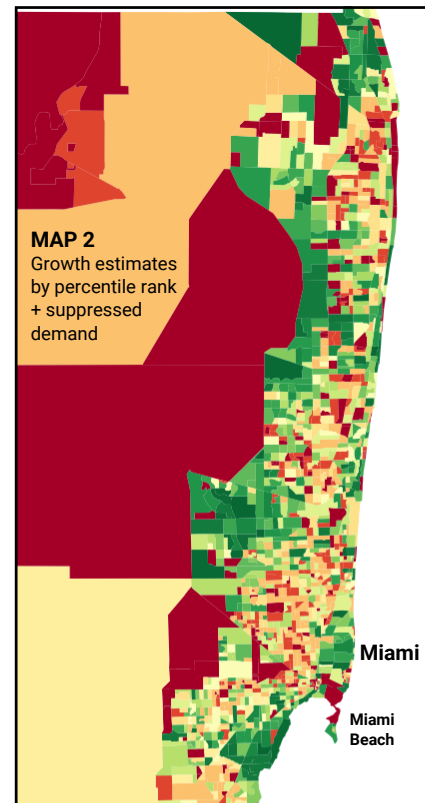 MAP 2
Growth estimates
by percentile rank
+ suppressed
demand
Miami
Miami
Beach